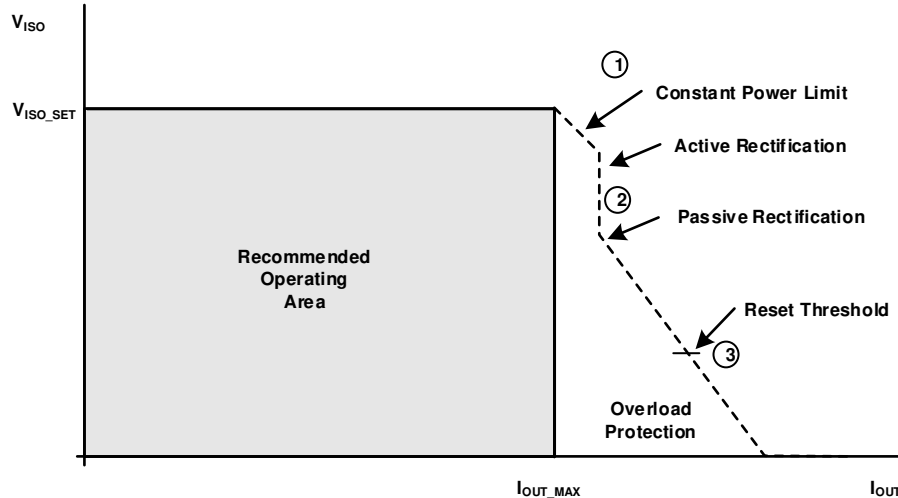 VISO
1
Constant Power Limit
VISO_SET
Active Rectification
2
Passive Rectification
Recommended
Operating
Area
Reset Threshold
3
Overload
Protection
IOUT_MAX
IOUT